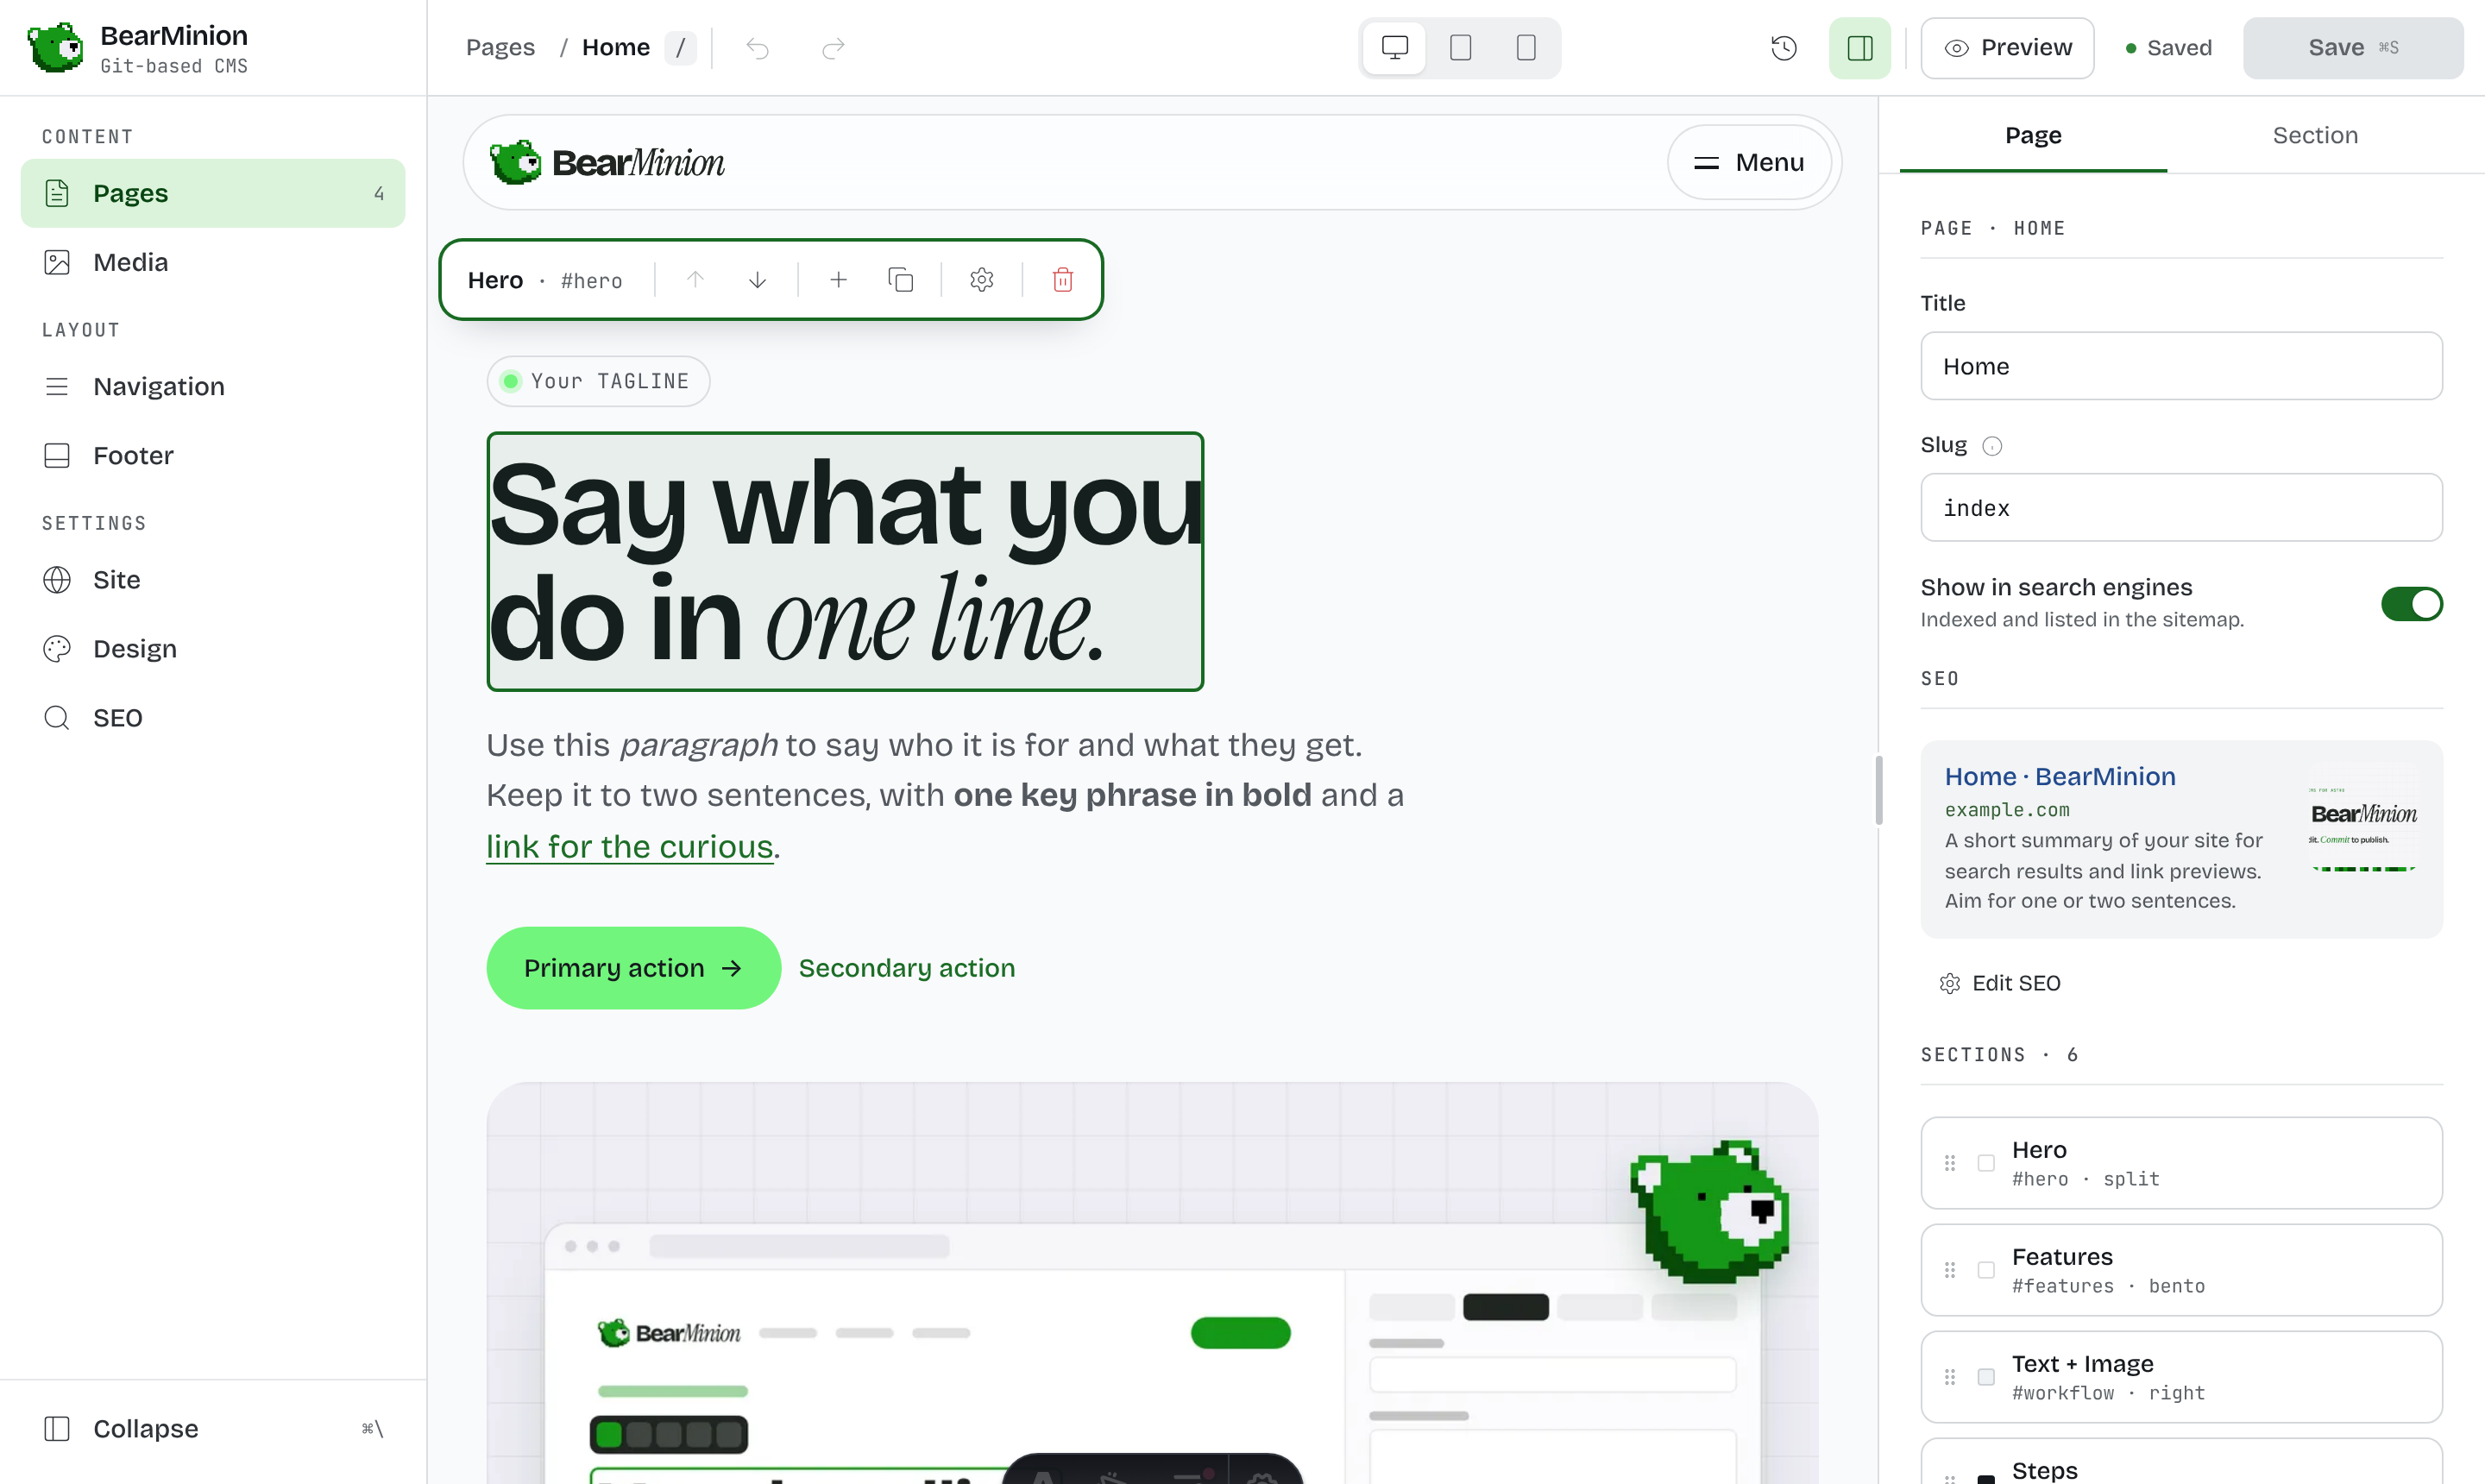 BearMinion
Git-based CMS
CONTENT
Pages 4
Media
LAYOUT
Navigation
Footer
SETTINGS
Site
Design
SEO
Collapse ⌘\
Pages / Home /
Preview
Saved
Save ⌘S
BearMinion
Menu
Hero · #hero
Your TAGLINE
Say what you
do in one line.
Use this paragraph to say who it is for and what they get.
Keep it to two sentences, with one key phrase in bold and a
link for the curious.
Primary action →
Secondary action
BearMinion
Page
Section
PAGE · HOME
Title
Home
Slug
index
Show in search engines
Indexed and listed in the sitemap.
SEO
Home · BearMinion
example.com
A short summary of your site for
search results and link previews.
Aim for one or two sentences.
BearMinion
Commit to publish.
Edit SEO
SECTIONS · 6
Hero
#hero · split
Features
#features · bento
Text + Image
#workflow · right
Steps